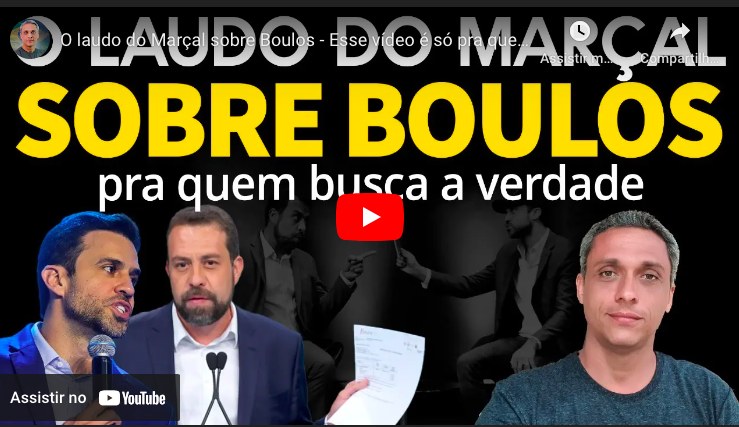 O LAUDO DO MARÇAL
O laudo do Marçal sobre Boulos - Esse vídeo é só pra que...
Assistir m...
Compartilh...
SOBRE BOULOS
pra quem busca a verdade
Assistir no YouTube